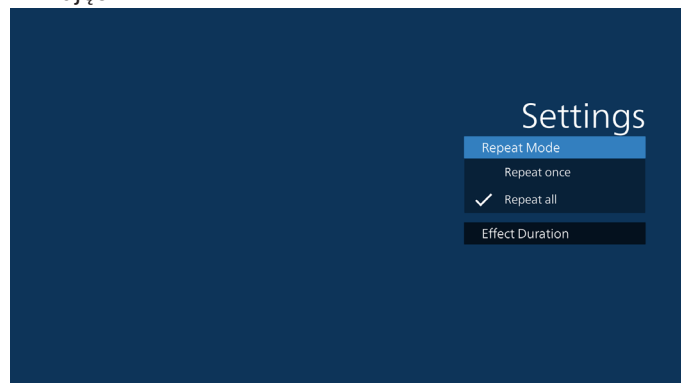 Settings
Repeat Mode
Repeat once
Repeat all
Effect Duration